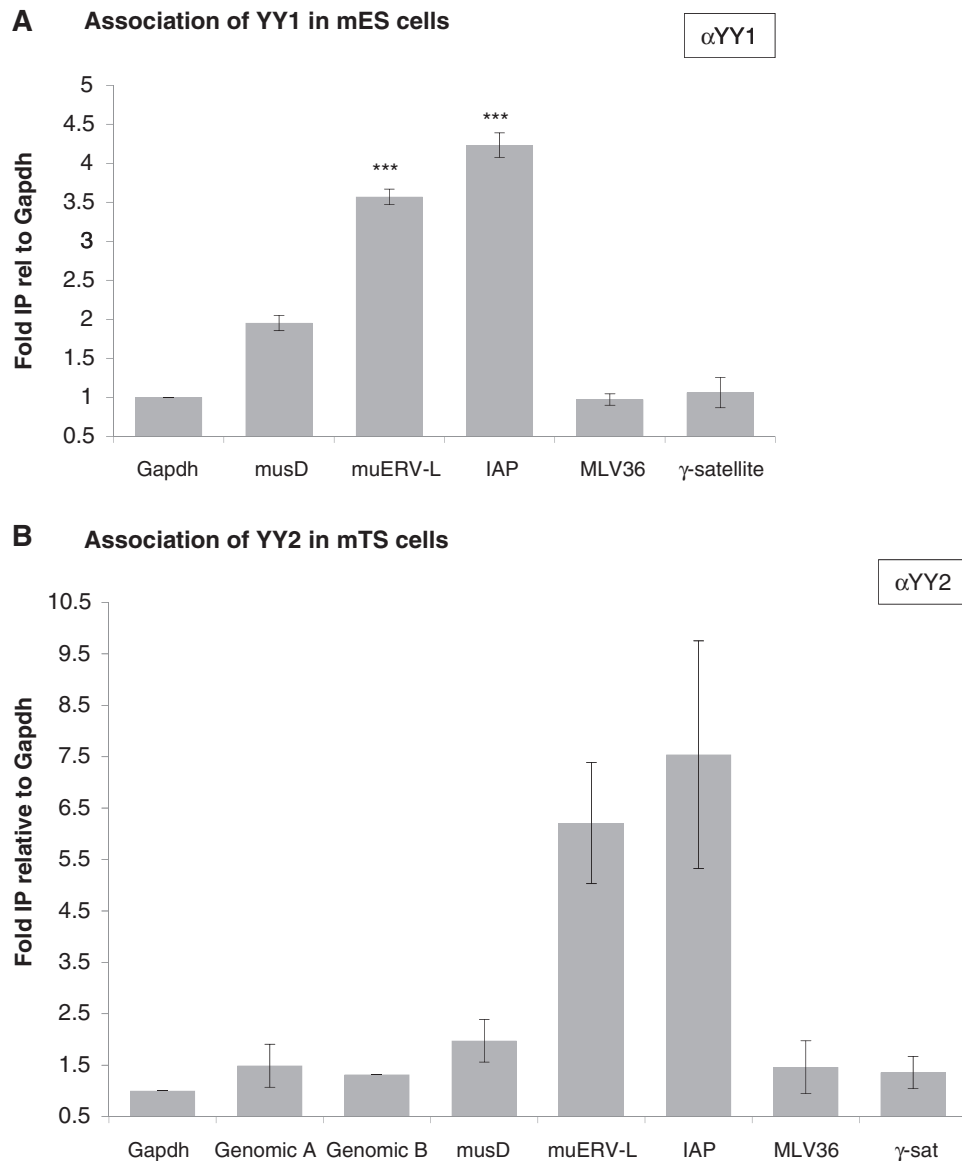 A Association of YY1 in mES cells
αYY1
Fold IP rel to Gapdh
5
4.5
4
3.5
3
2.5
2
1.5
1
0.5
***
***
Gapdh musD muERV-L IAP MLV36 γ-satellite
B Association of YY2 in mTS cells
αYY2
Fold IP relative to Gapdh
10.5
9.5
8.5
7.5
6.5
5.5
4.5
3.5
2.5
1.5
0.5
Gapdh Genomic A Genomic B musD muERV-L IAP MLV36 γ-sat